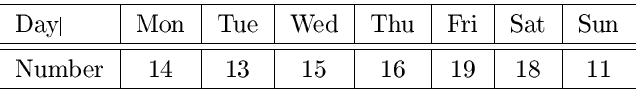 Day| Mon Tue Wed Thu Fri Sat Sun
Number 14 13 15 16 19 18 11